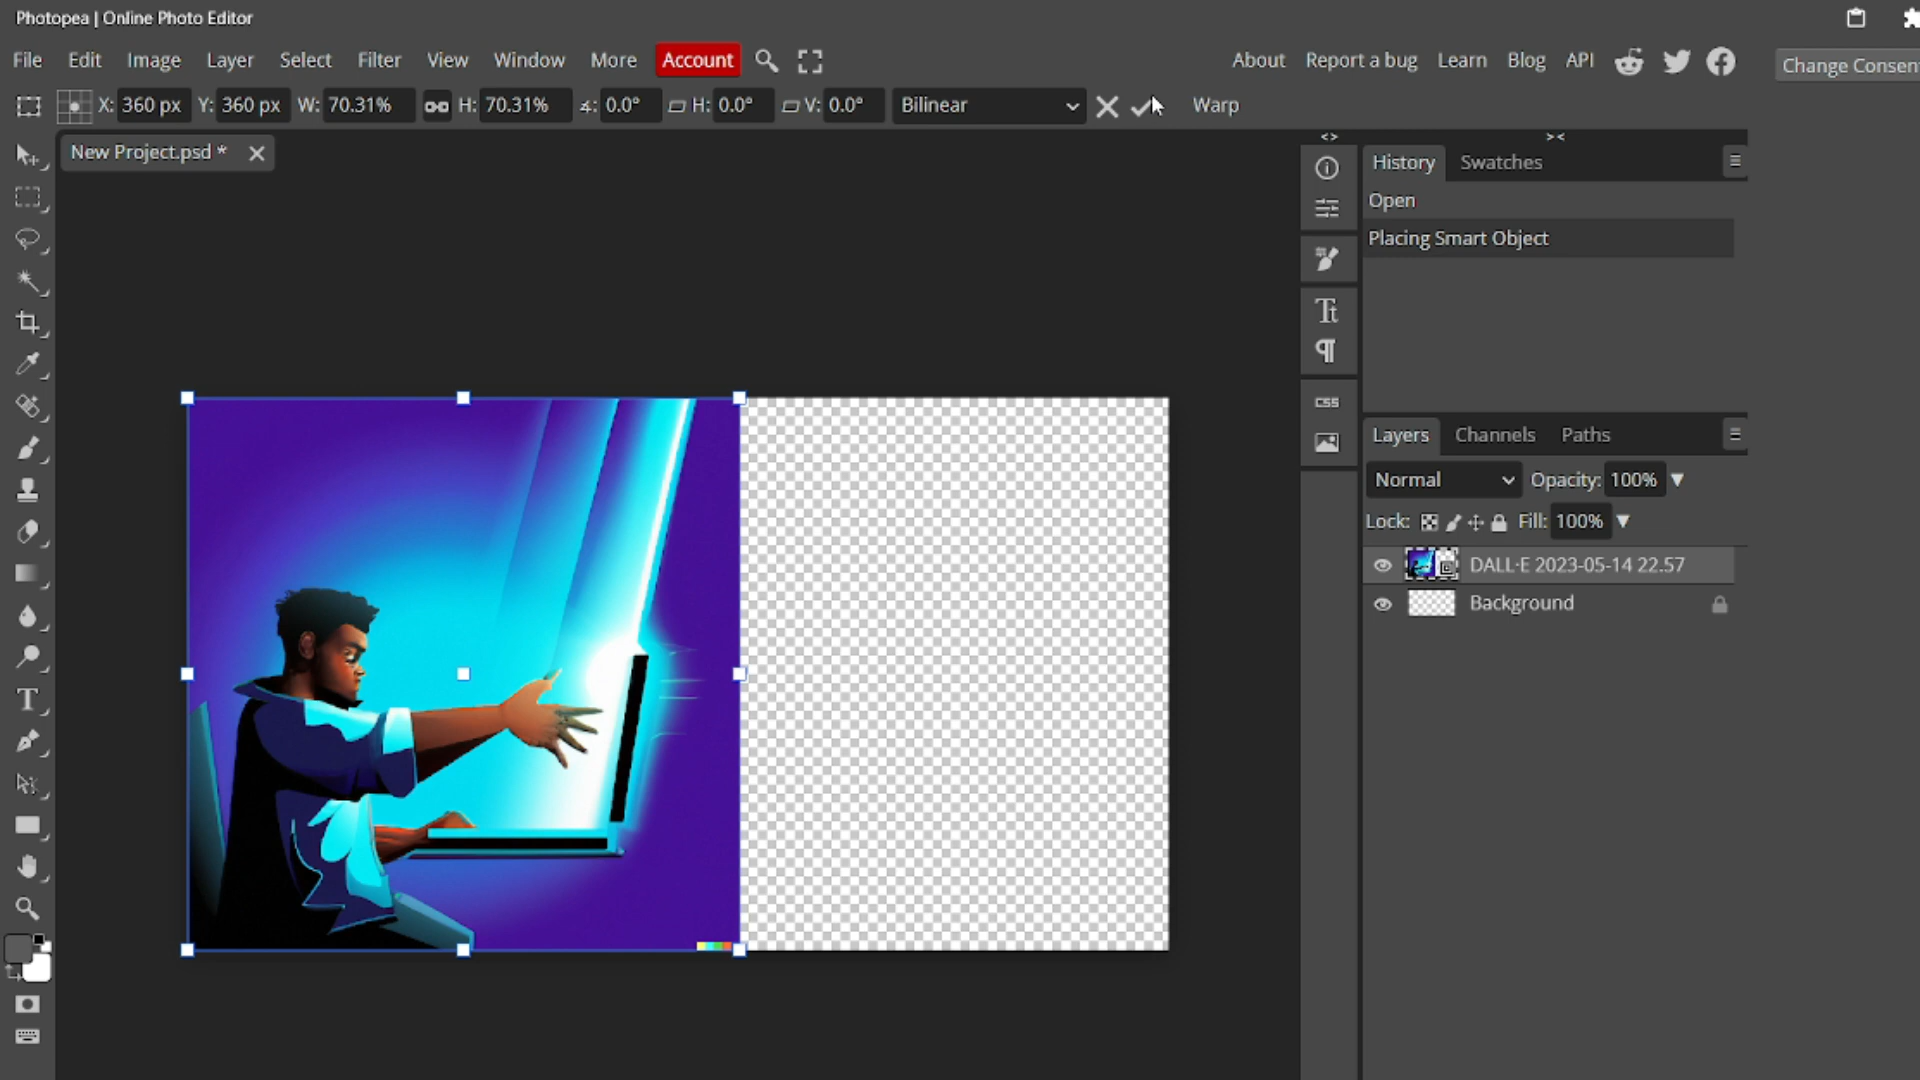 Photopea | Online Photo Editor
File Edit Image Layer Select Filter View Window More Account About Report a bug Learn Blog API Change Consent
X: 360 px Y: 360 px W: 70.31% H: 70.31% ∡: 0.0° H: 0.0° V: 0.0° Bilinear Warp
New Project.psd *
<> ><
History Swatches
Open
Placing Smart Object
CSS
Layers Channels Paths
Normal Opacity: 100%
Lock: Fill: 100%
DALL·E 2023-05-14 22.57
Background